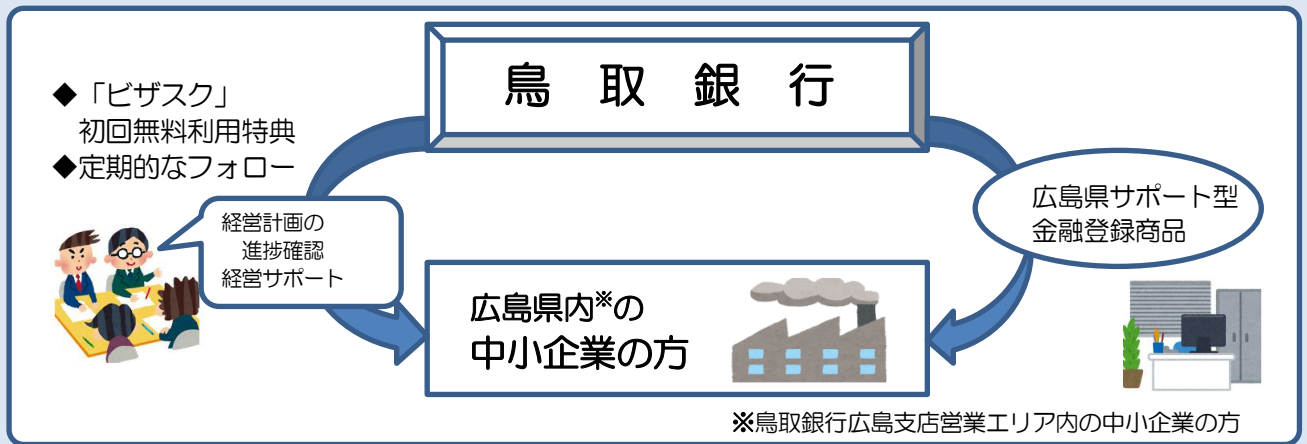 鳥取銀行
◆「ビザスク」
初回無料利用特典
◆定期的なフォロー
経営計画の
進捗確認
経営サポート
広島県サポート型
金融登録商品
広島県内※の
中小企業の方
※鳥取銀行広島支店営業エリア内の中小企業の方